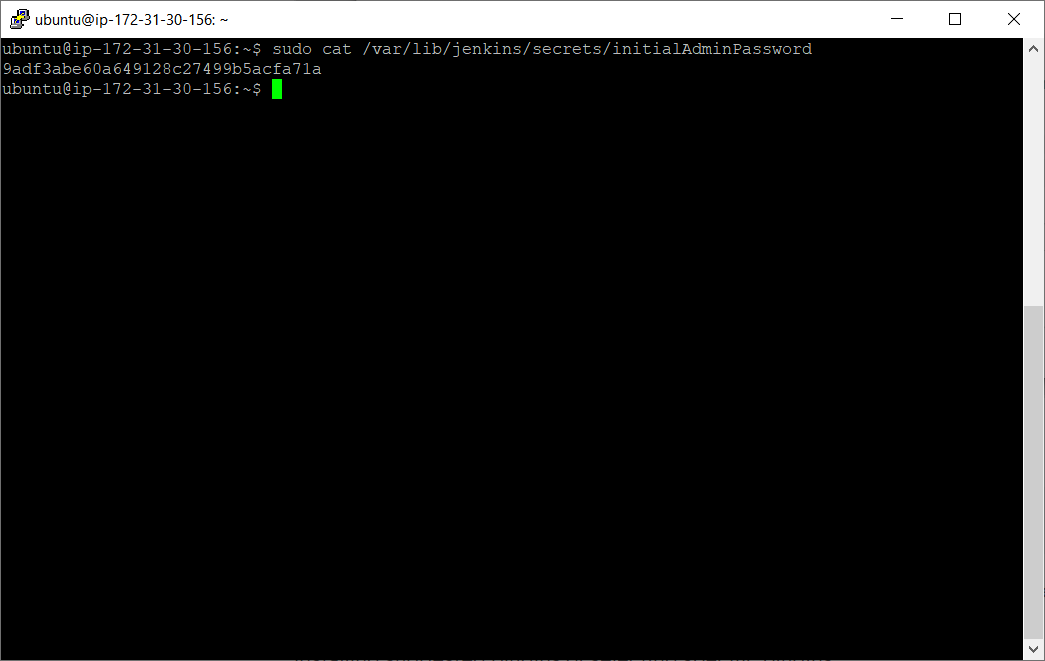 ubuntu@ip-172-31-30-156: ~
ubuntu@ip-172-31-30-156:~$ sudo cat /var/lib/jenkins/secrets/initialAdminPassword
9adf3abe60a649128c27499b5acfa71a
ubuntu@ip-172-31-30-156:~$